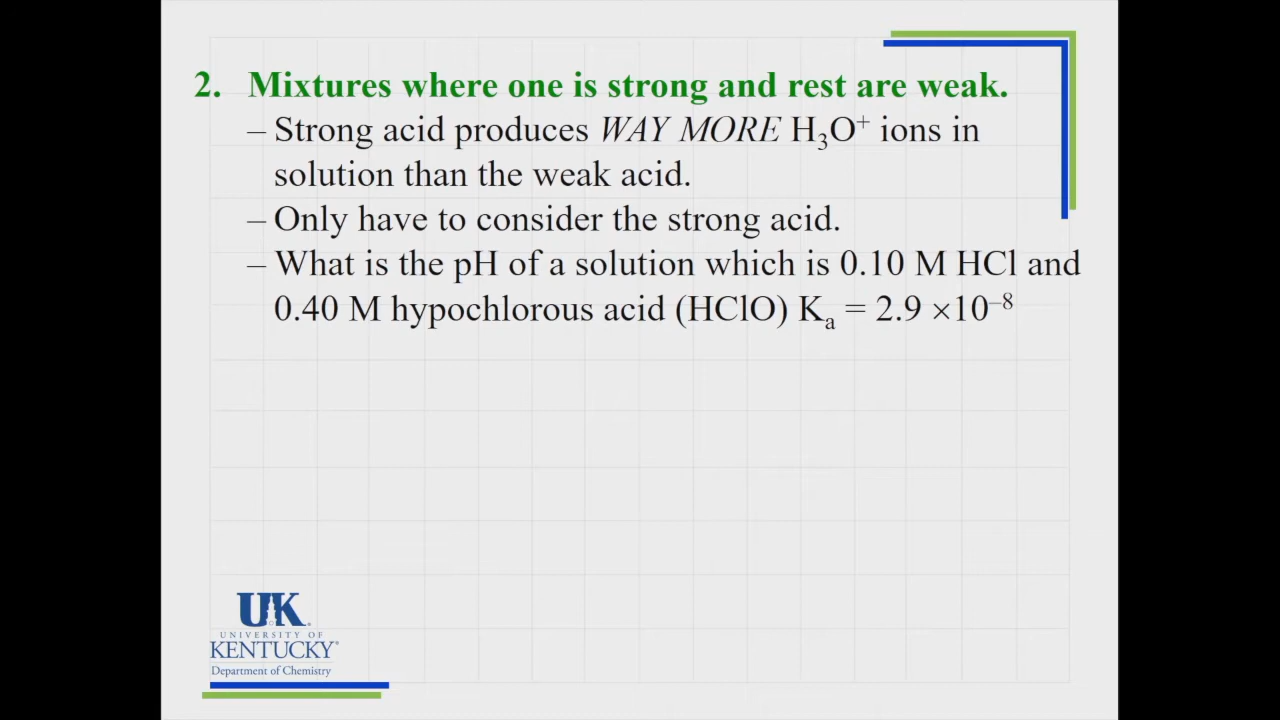 2. Mixtures where one is strong and rest are weak.
– Strong acid produces WAY MORE H₃O⁺ ions in
solution than the weak acid.
– Only have to consider the strong acid.
– What is the pH of a solution which is 0.10 M HCl and
0.40 M hypochlorous acid (HClO) Kₐ = 2.9 ×10⁻⁸
UK
UNIVERSITY OF
KENTUCKY®
Department of Chemistry